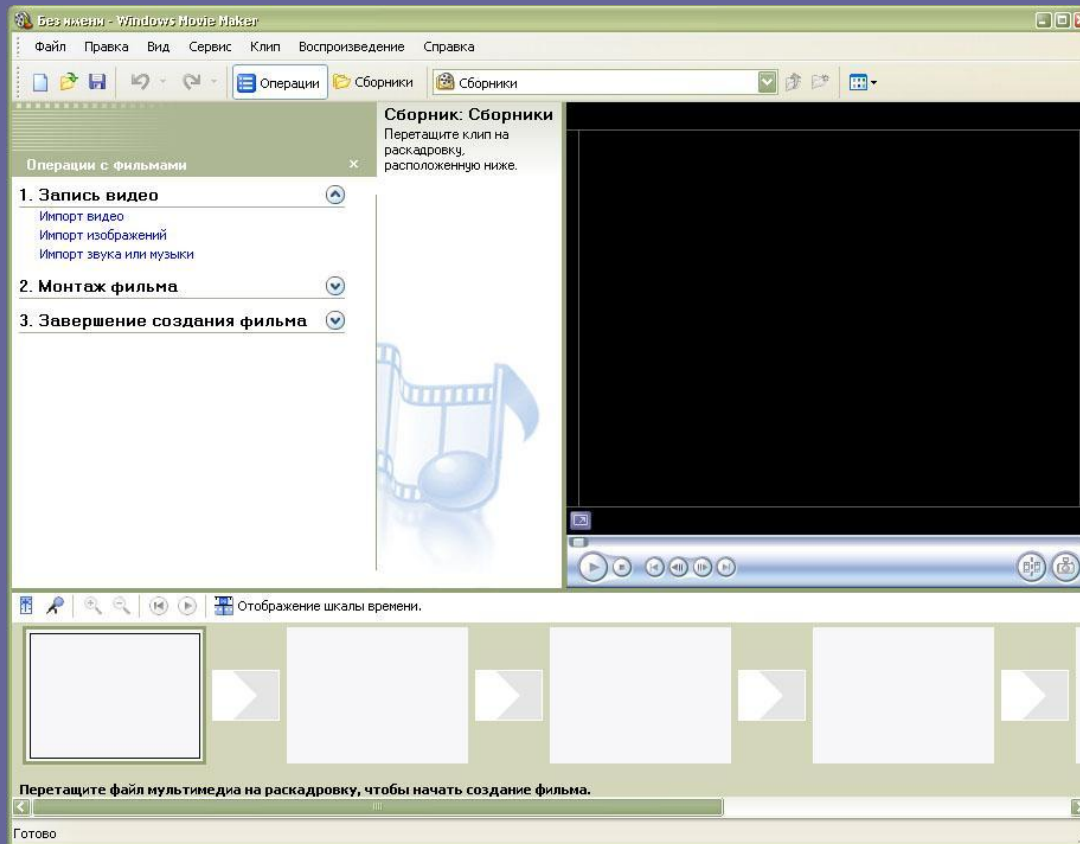 Без имени - Windows Movie Maker
Файл Правка Вид Сервис Клип Воспроизведение Справка
Операции Сборники Сборники
Операции с фильмами
1. Запись видео
Импорт видео
Импорт изображений
Импорт звука или музыки
2. Монтаж фильма
3. Завершение создания фильма
Сборник: Сборники
Перетащите клип на
раскадровку,
расположенную ниже.
Отображение шкалы времени.
Перетащите файл мультимедиа на раскадровку, чтобы начать создание фильма.
Готово